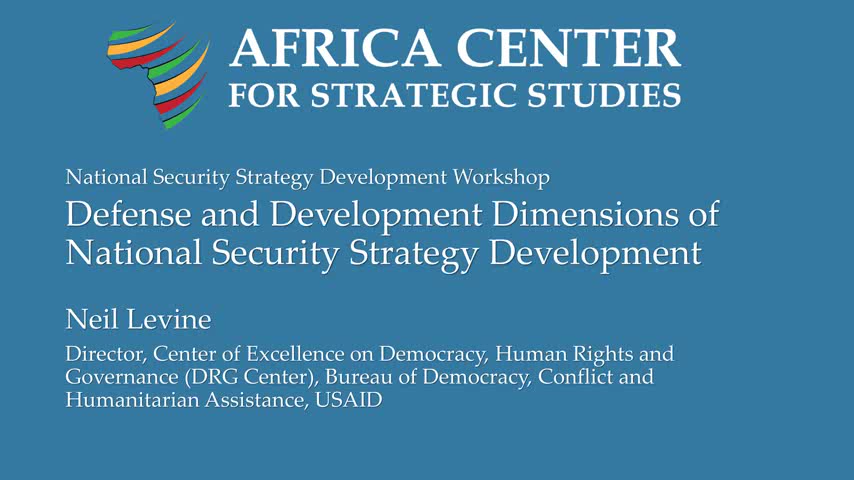 AFRICA CENTER
FOR STRATEGIC STUDIES
National Security Strategy Development Workshop
Defense and Development Dimensions of
National Security Strategy Development
Neil Levine
Director, Center of Excellence on Democracy, Human Rights and
Governance (DRG Center), Bureau of Democracy, Conflict and
Humanitarian Assistance, USAID